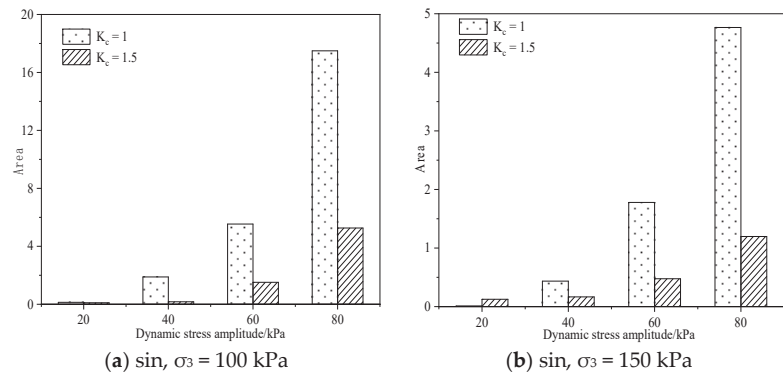 20
16
12
8
4
0
Area
K_c = 1
K_c = 1.5
20 40 60 80
Dynamic stress amplitude/kPa
(a) sin, σ₃ = 100 kPa
5
4
3
2
1
0
Area
K_c = 1
K_c = 1.5
20 40 60 80
Dynamic stress amplitude/kPa
(b) sin, σ₃ = 150 kPa